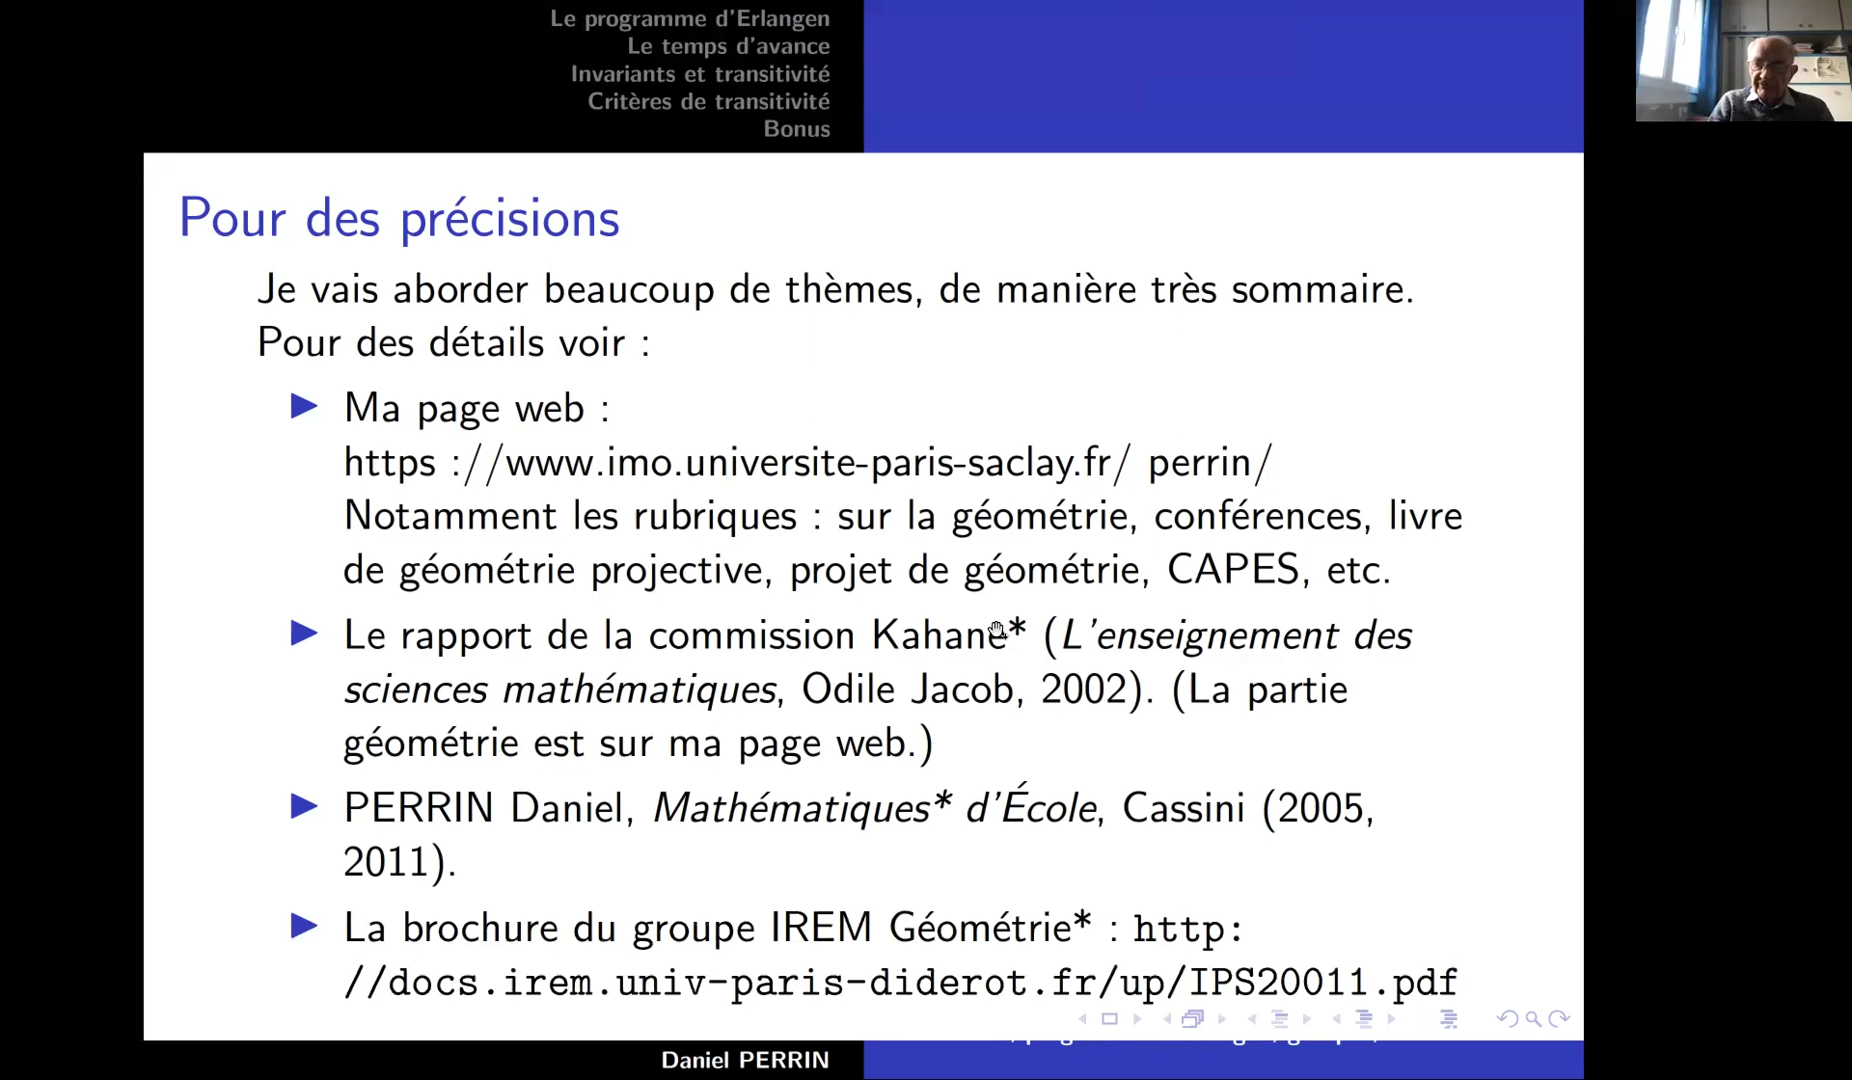 Le programme d'Erlangen
Le temps d'avance
Invariants et transitivité
Critères de transitivité
Bonus
Pour des précisions
Je vais aborder beaucoup de thèmes, de manière très sommaire.
Pour des détails voir :
Ma page web :
https ://www.imo.universite-paris-saclay.fr/ perrin/
Notamment les rubriques : sur la géométrie, conférences, livre
de géométrie projective, projet de géométrie, CAPES, etc.
Le rapport de la commission Kahane* (L'enseignement des
sciences mathématiques, Odile Jacob, 2002). (La partie
géométrie est sur ma page web.)
PERRIN Daniel, Mathématiques* d'École, Cassini (2005,
2011).
La brochure du groupe IREM Géométrie* : http:
//docs.irem.univ-paris-diderot.fr/up/IPS20011.pdf
Daniel PERRIN